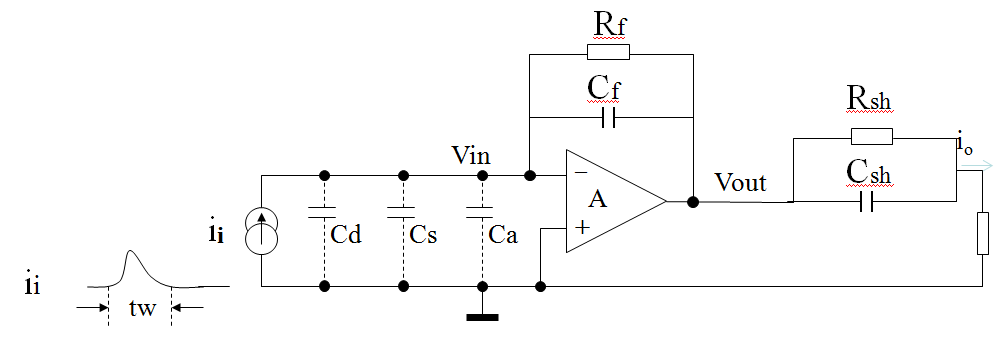 Rf
Cf
Rsh
io
Vin
Csh
−
A
Vout
+
ii
Cd
Cs
Ca
ii
tw